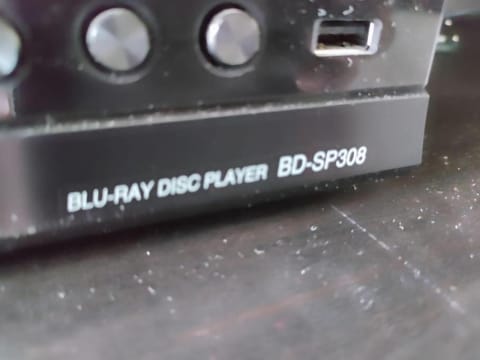 BLU-RAY DISC PLAYER BD-SP308